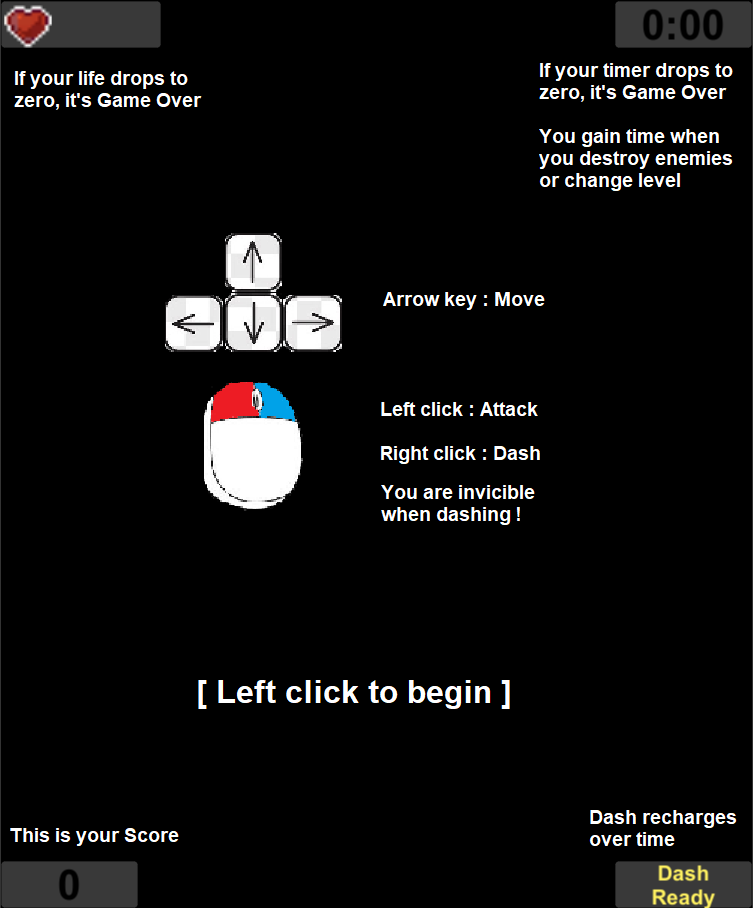 0:00
If your life drops to
zero, it's Game Over
If your timer drops to
zero, it's Game Over
You gain time when
you destroy enemies
or change level
Arrow key : Move
Left click : Attack
Right click : Dash
You are invicible
when dashing !
[ Left click to begin ]
Dash recharges
over time
This is your Score
0
Dash
Ready